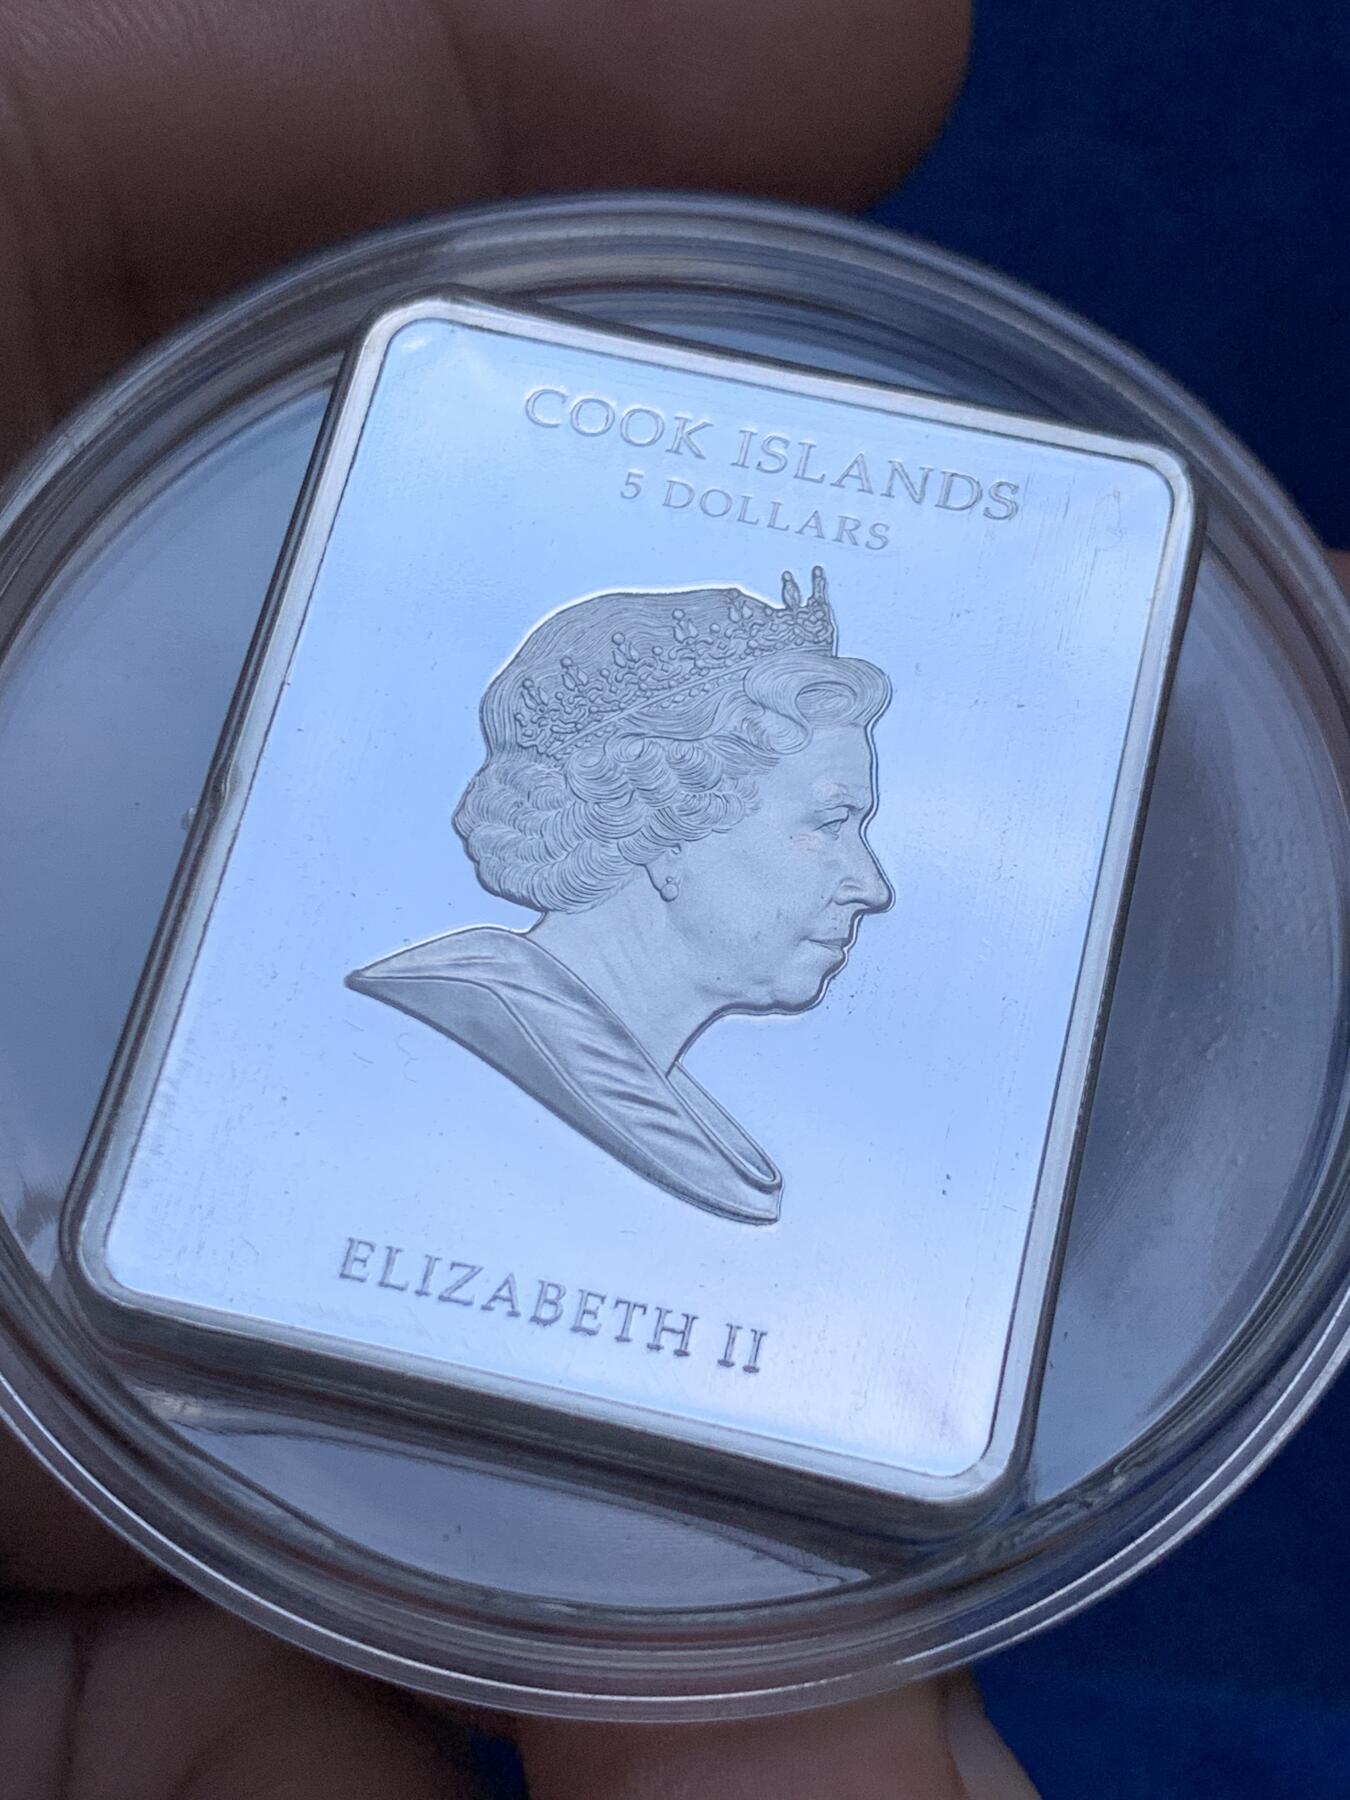 COOK ISLANDS
5 DOLLARS
ELIZABETH II